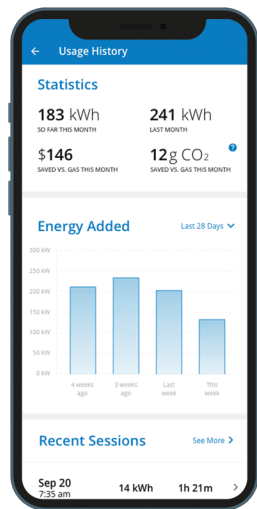 ← Usage History
Statistics
183 kWh
SO FAR THIS MONTH
241 kWh
LAST MONTH
$146
SAVED VS. GAS THIS MONTH
12g CO₂
?
SAVED VS. GAS THIS MONTH
Energy Added
Last 28 Days
300 kW
250 kW
200 kW
150 kW
100 kW
50 kW
0 kW
4 weeks
ago
3 weeks
ago
Last
week
This
week
Recent Sessions
See More >
Sep 20
7:35 am
14 kWh
1h 21m >